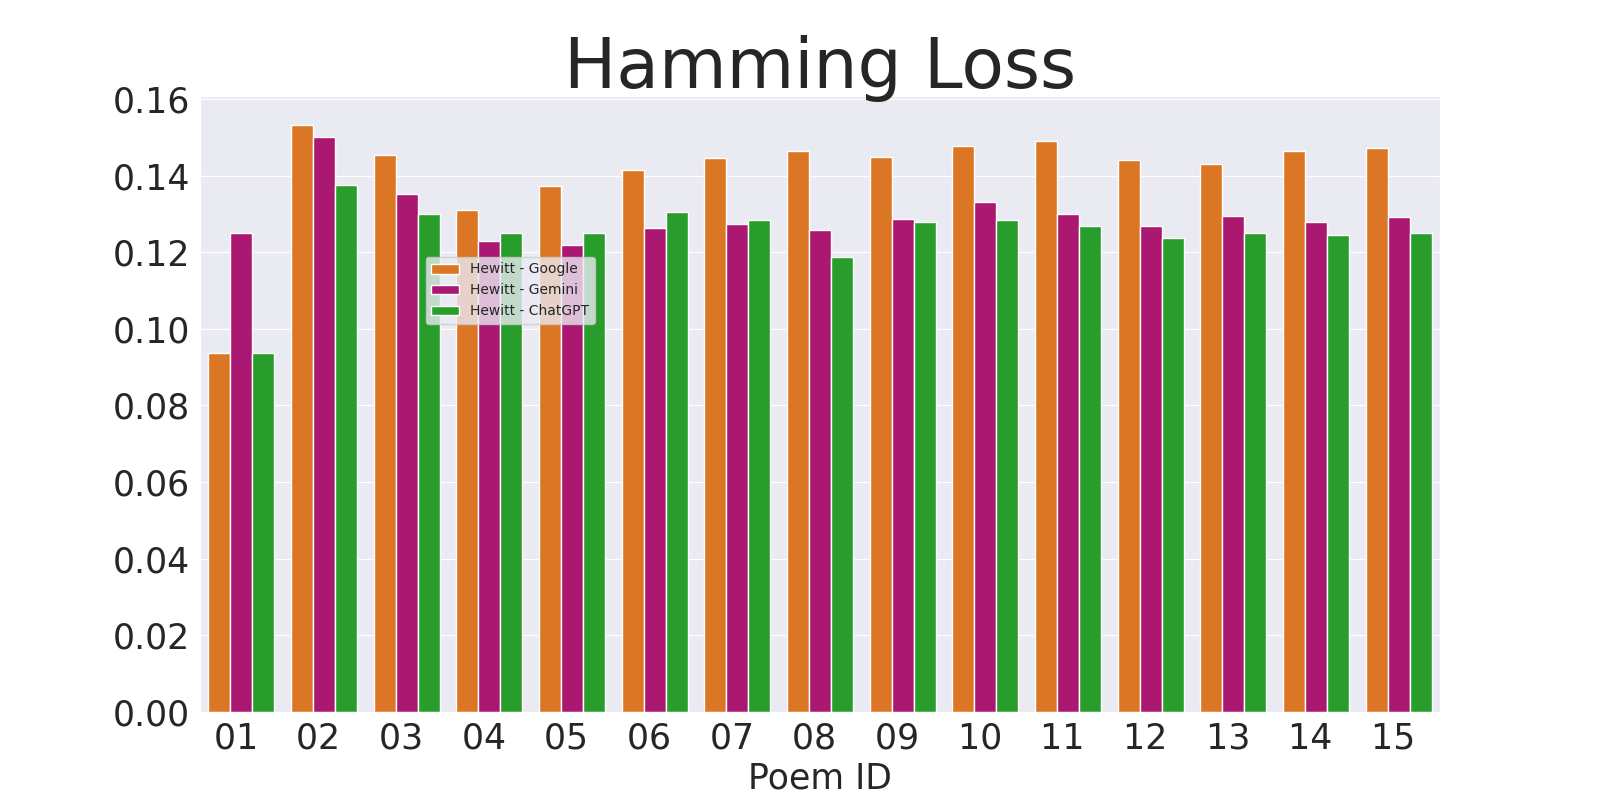 Hamming Loss
0.16
0.14
0.12
0.10
0.08
0.06
0.04
0.02
0.00
Hewitt - Google
Hewitt - Gemini
Hewitt - ChatGPT
01 02 03 04 05 06 07 08 09 10 11 12 13 14 15
Poem ID